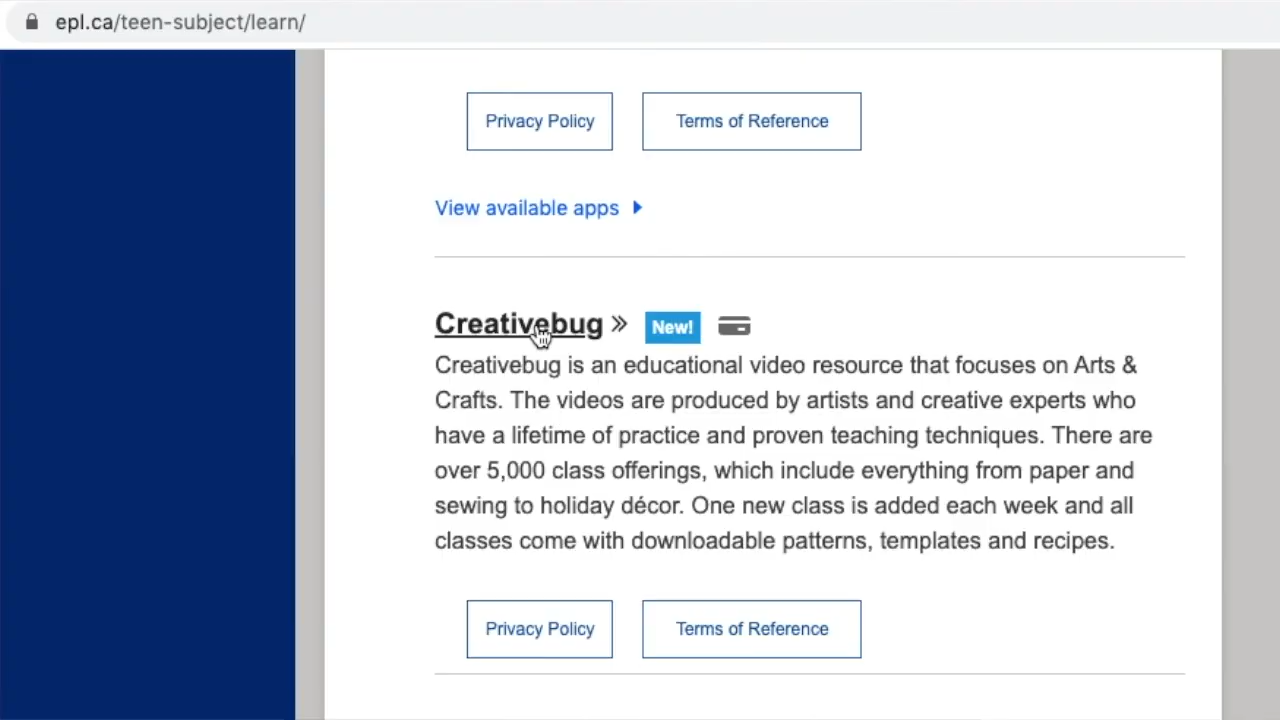 epl.ca/teen-subject/learn/
Privacy Policy Terms of Reference
View available apps
Creativebug » New!
Creativebug is an educational video resource that focuses on Arts &
Crafts. The videos are produced by artists and creative experts who
have a lifetime of practice and proven teaching techniques. There are
over 5,000 class offerings, which include everything from paper and
sewing to holiday décor. One new class is added each week and all
classes come with downloadable patterns, templates and recipes.
Privacy Policy Terms of Reference